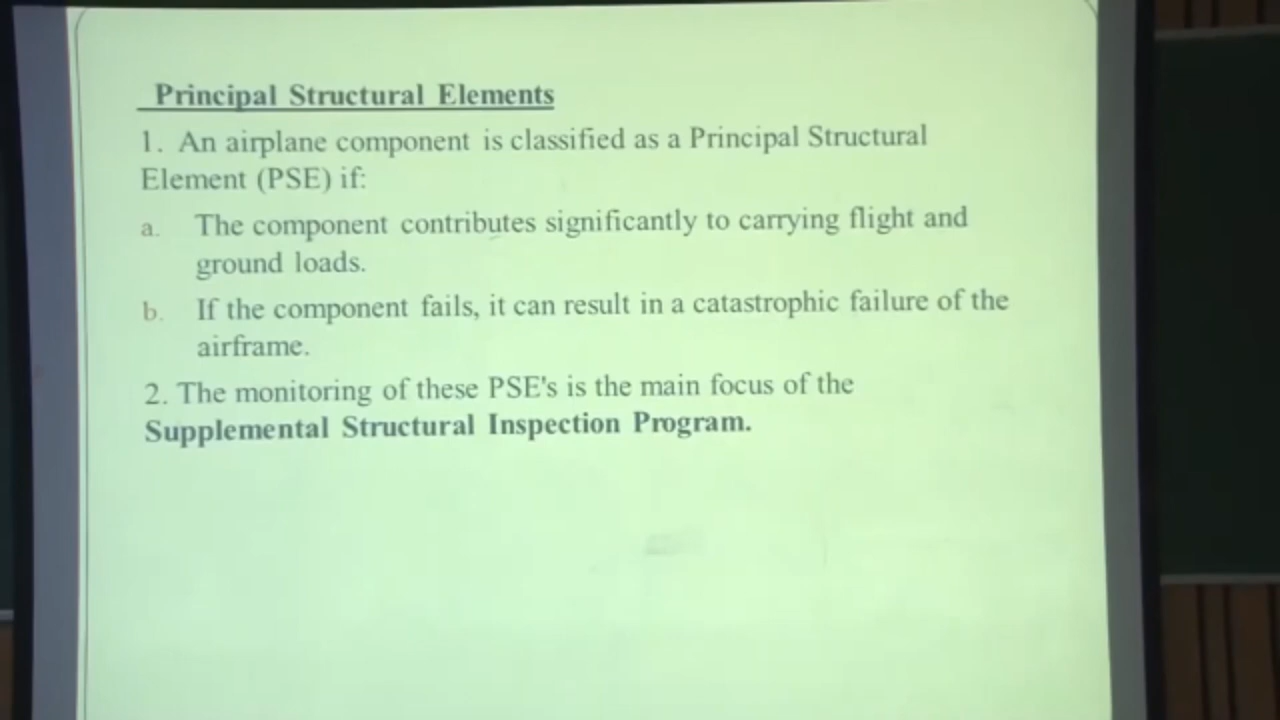 Principal Structural Elements
1. An airplane component is classified as a Principal Structural
Element (PSE) if:
a. The component contributes significantly to carrying flight and
ground loads.
b. If the component fails, it can result in a catastrophic failure of the
airframe.
2. The monitoring of these PSE's is the main focus of the
Supplemental Structural Inspection Program.